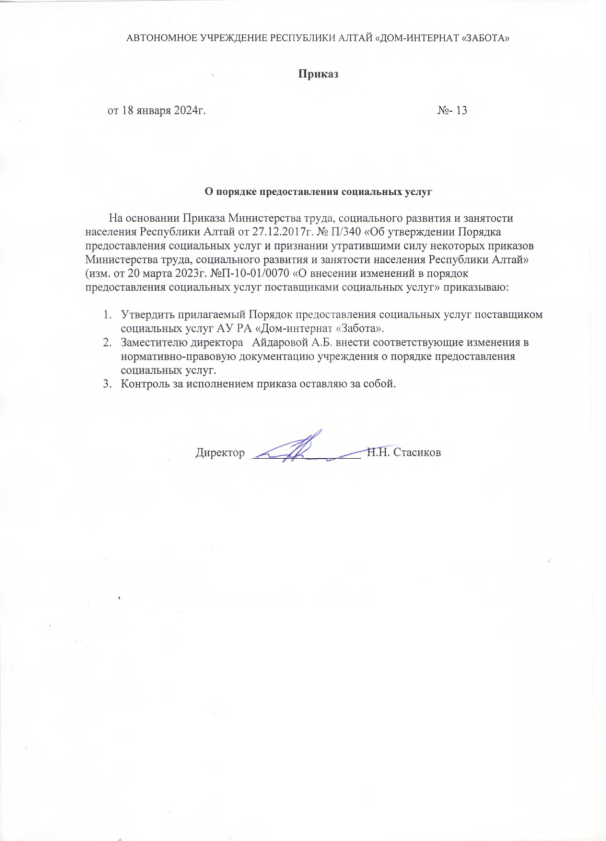 АВТОНОМНОЕ УЧРЕЖДЕНИЕ РЕСПУБЛИКИ АЛТАЙ «ДОМ-ИНТЕРНАТ «ЗАБОТА»
Приказ
от 18 января 2024г. №- 13
О порядке предоставления социальных услуг
На основании Приказа Министерства труда, социального развития и занятости
населения Республики Алтай от 27.12.2017г. № П/340 «Об утверждении Порядка
предоставления социальных услуг и признании утратившими силу некоторых приказов
Министерства труда, социального развития и занятости населения Республики Алтай»
(изм. от 20 марта 2023г. №П-10-01/0070 «О внесении изменений в порядок
предоставления социальных услуг поставщиками социальных услуг» приказываю:
1. Утвердить прилагаемый Порядок предоставления социальных услуг поставщиком
социальных услуг АУ РА «Дом-интернат «Забота».
2. Заместителю директора Айдаровой А.Б. внести соответствующие изменения в
нормативно-правовую документацию учреждения о порядке предоставления
социальных услуг.
3. Контроль за исполнением приказа оставляю за собой.
Директор Н.Н. Стасиков